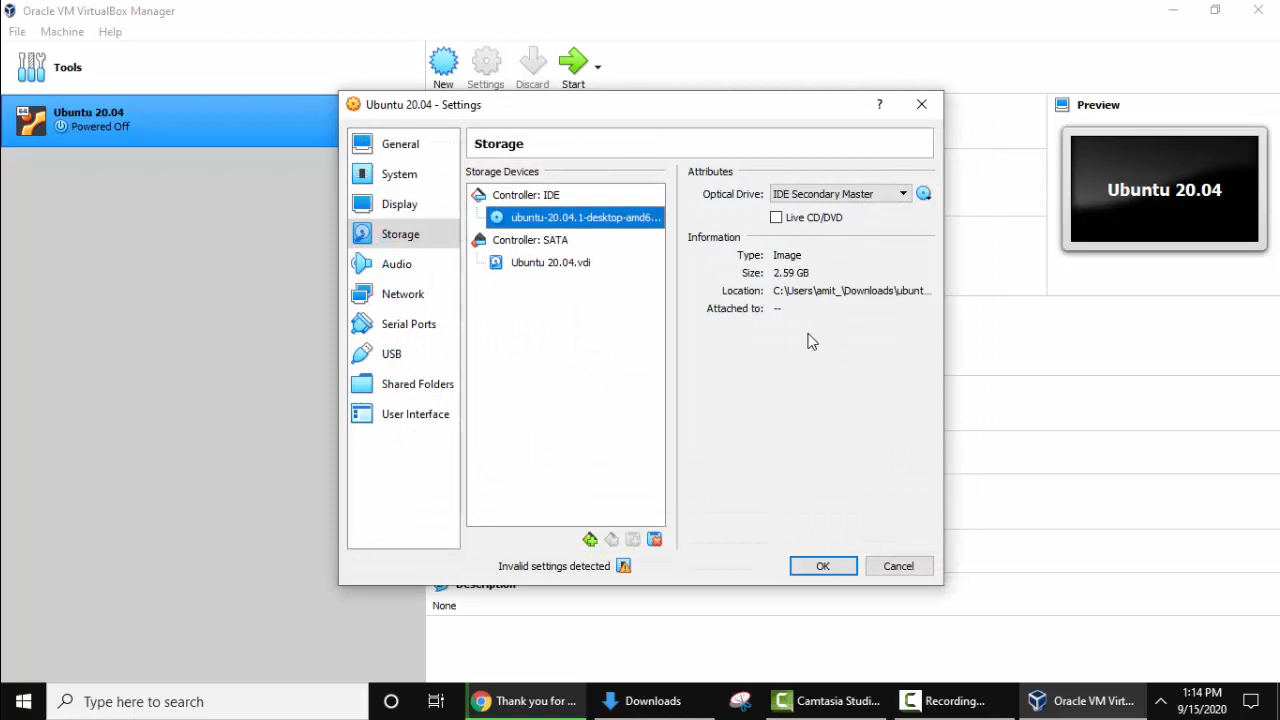 Oracle VM VirtualBox Manager
File Machine Help
Tools
New Settings Discard Start
64
Ubuntu 20.04
Powered Off
Ubuntu 20.04 - Settings
?
General
System
Display
Storage
Audio
Network
Serial Ports
USB
Shared Folders
User Interface
Storage
Storage Devices
Controller: IDE
ubuntu-20.04.1-desktop-amd6...
Controller: SATA
Ubuntu 20.04.vdi
Attributes
Optical Drive: IDE Secondary Master
Live CD/DVD
Information
Type: Image
Size: 2.59 GB
Location: C:\Users\amit_\Downloads\ubunt...
Attached to: --
Invalid settings detected
OK Cancel
Preview
Ubuntu 20.04
Description
None
Type here to search
Thank you for ...
Downloads
Camtasia Studi...
Recording...
Oracle VM Virt...
1:14 PM
9/15/2020